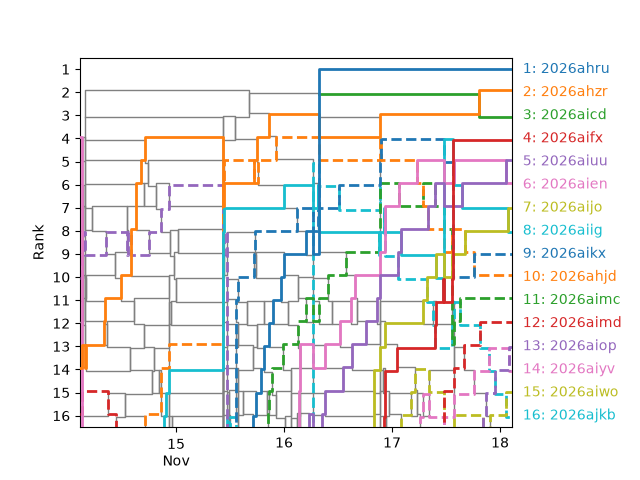 1
2
3
4
5
6
7
8
9
10
11
12
13
14
15
16
Rank
15
16
17
18
Nov
1: 2026ahru
2: 2026ahzr
3: 2026aicd
4: 2026aifx
5: 2026aiuu
6: 2026aien
7: 2026aijo
8: 2026aiig
9: 2026aikx
10: 2026ahjd
11: 2026aimc
12: 2026aimd
13: 2026aiop
14: 2026aiyv
15: 2026aiwo
16: 2026ajkb